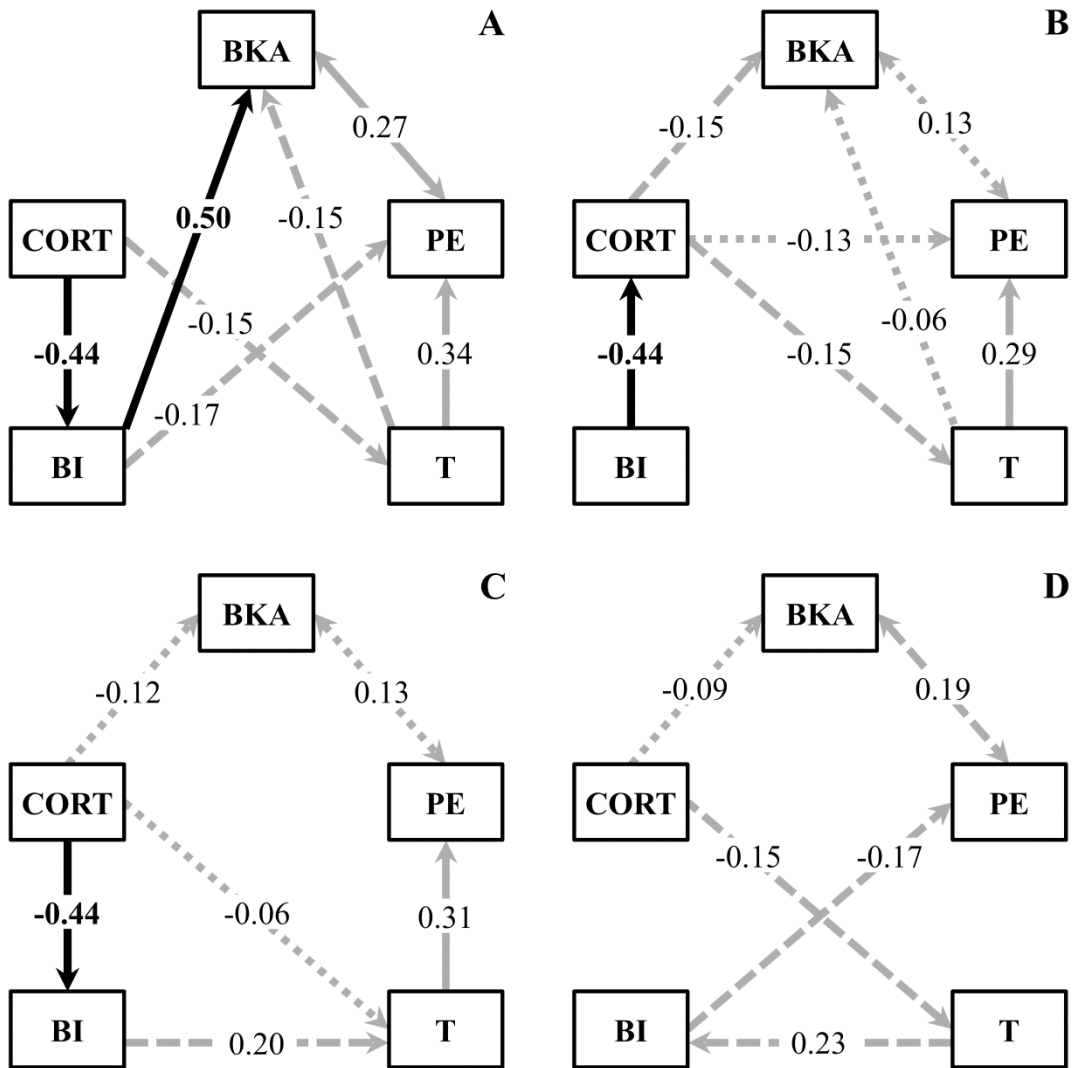 A
BKA
0.27
CORT
0.50
-0.15
PE
-0.15
-0.44
0.34
-0.17
BI
T
B
BKA
-0.15
0.13
CORT
-0.13
PE
-0.06
-0.44
-0.15
0.29
BI
T
C
BKA
-0.12
0.13
CORT
PE
-0.44
-0.06
0.31
BI
0.20
T
D
BKA
-0.09
0.19
CORT
PE
-0.15
-0.17
BI
0.23
T